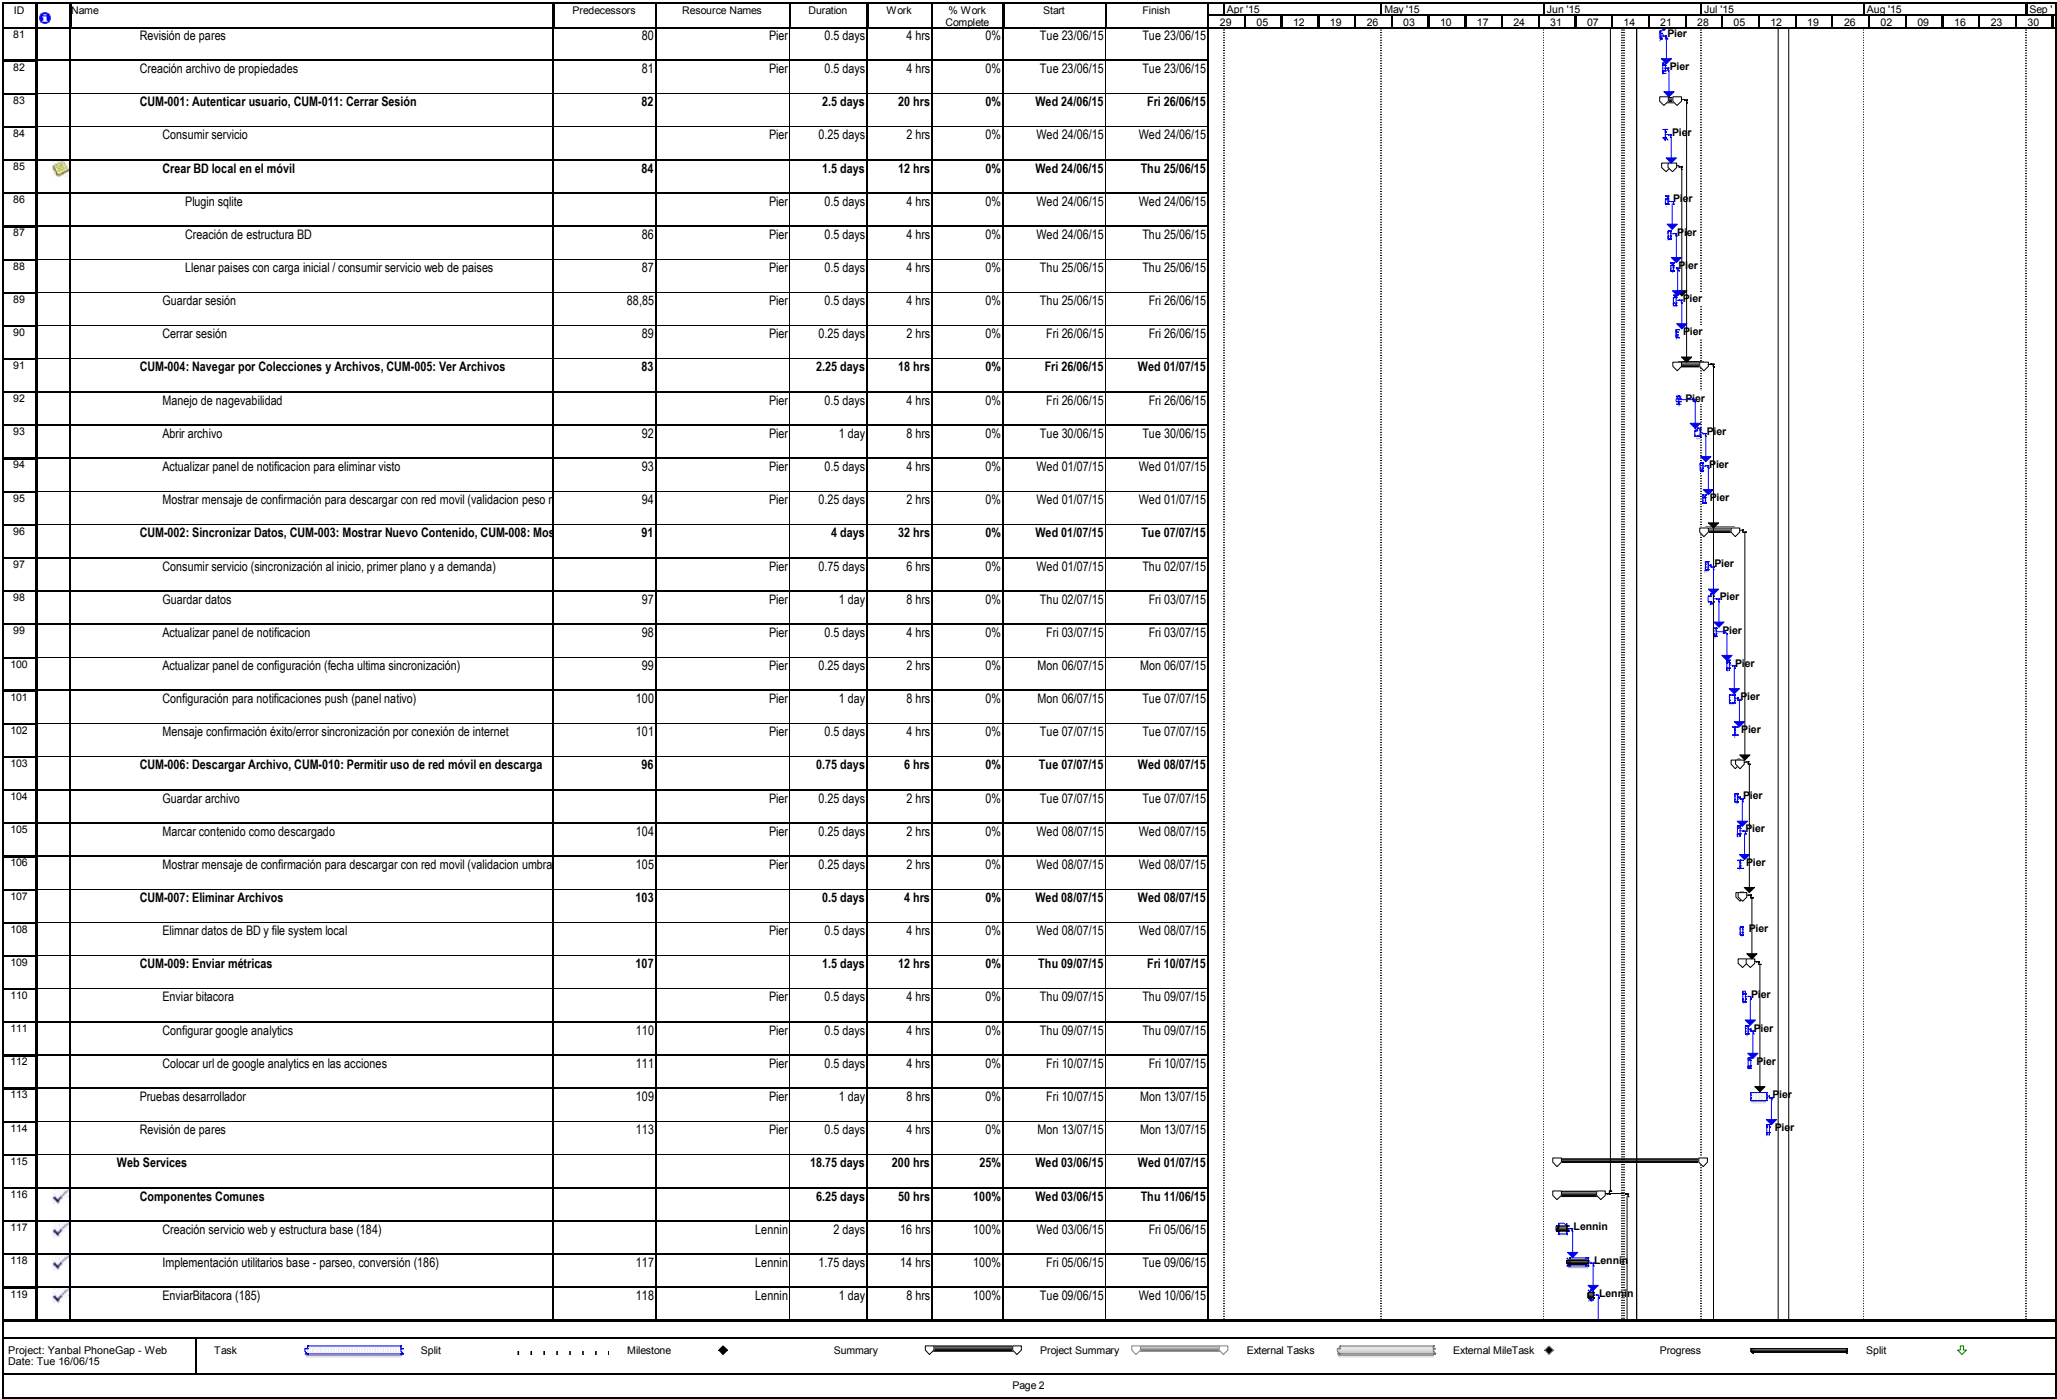 ID Name Predecessors Resource Names Duration Work % Work Complete Start Finish Apr '15 May '15 Jun '15 Jul '15 Aug '15 Sep '
29 05 12 19 26 03 10 17 24 31 07 14 21 28 05 12 19 26 02 09 16 23 30
81 Revisión de pares 80 Pier 0.5 days 4 hrs 0% Tue 23/06/15 Tue 23/06/15 Pier
82 Creación archivo de propiedades 81 Pier 0.5 days 4 hrs 0% Tue 23/06/15 Tue 23/06/15 Pier
83 CUM-001: Autenticar usuario, CUM-011: Cerrar Sesión 82 2.5 days 20 hrs 0% Wed 24/06/15 Fri 26/06/15
84 Consumir servicio Pier 0.25 days 2 hrs 0% Wed 24/06/15 Wed 24/06/15 Pier
85 Crear BD local en el móvil 84 1.5 days 12 hrs 0% Wed 24/06/15 Thu 25/06/15
86 Plugin sqlite Pier 0.5 days 4 hrs 0% Wed 24/06/15 Wed 24/06/15 Pier
87 Creación de estructura BD 86 Pier 0.5 days 4 hrs 0% Wed 24/06/15 Thu 25/06/15 Pier
88 Llenar paises con carga inicial / consumir servicio web de paises 87 Pier 0.5 days 4 hrs 0% Thu 25/06/15 Thu 25/06/15 Pier
89 Guardar sesión 88,85 Pier 0.5 days 4 hrs 0% Thu 25/06/15 Fri 26/06/15 Pier
90 Cerrar sesión 89 Pier 0.25 days 2 hrs 0% Fri 26/06/15 Fri 26/06/15 Pier
91 CUM-004: Navegar por Colecciones y Archivos, CUM-005: Ver Archivos 83 2.25 days 18 hrs 0% Fri 26/06/15 Wed 01/07/15
92 Manejo de nagevabilidad Pier 0.5 days 4 hrs 0% Fri 26/06/15 Fri 26/06/15 Pier
93 Abrir archivo 92 Pier 1 day 8 hrs 0% Tue 30/06/15 Tue 30/06/15 Pier
94 Actualizar panel de notificacion para eliminar visto 93 Pier 0.5 days 4 hrs 0% Wed 01/07/15 Wed 01/07/15 Pier
95 Mostrar mensaje de confirmación para descargar con red movil (validacion peso r 94 Pier 0.25 days 2 hrs 0% Wed 01/07/15 Wed 01/07/15 Pier
96 CUM-002: Sincronizar Datos, CUM-003: Mostrar Nuevo Contenido, CUM-008: Mos 91 4 days 32 hrs 0% Wed 01/07/15 Tue 07/07/15
97 Consumir servicio (sincronización al inicio, primer plano y a demanda) Pier 0.75 days 6 hrs 0% Wed 01/07/15 Thu 02/07/15 Pier
98 Guardar datos 97 Pier 1 day 8 hrs 0% Thu 02/07/15 Fri 03/07/15 Pier
99 Actualizar panel de notificacion 98 Pier 0.5 days 4 hrs 0% Fri 03/07/15 Fri 03/07/15 Pier
100 Actualizar panel de configuración (fecha ultima sincronización) 99 Pier 0.25 days 2 hrs 0% Mon 06/07/15 Mon 06/07/15 Pier
101 Configuración para notificaciones push (panel nativo) 100 Pier 1 day 8 hrs 0% Mon 06/07/15 Tue 07/07/15 Pier
102 Mensaje confirmación éxito/error sincronización por conexión de internet 101 Pier 0.5 days 4 hrs 0% Tue 07/07/15 Tue 07/07/15 Pier
103 CUM-006: Descargar Archivo, CUM-010: Permitir uso de red móvil en descarga 96 0.75 days 6 hrs 0% Tue 07/07/15 Wed 08/07/15
104 Guardar archivo Pier 0.25 days 2 hrs 0% Tue 07/07/15 Tue 07/07/15 Pier
105 Marcar contenido como descargado 104 Pier 0.25 days 2 hrs 0% Wed 08/07/15 Wed 08/07/15 Pier
106 Mostrar mensaje de confirmación para descargar con red movil (validacion umbra 105 Pier 0.25 days 2 hrs 0% Wed 08/07/15 Wed 08/07/15 Pier
107 CUM-007: Eliminar Archivos 103 0.5 days 4 hrs 0% Wed 08/07/15 Wed 08/07/15
108 Elimnar datos de BD y file system local Pier 0.5 days 4 hrs 0% Wed 08/07/15 Wed 08/07/15 Pier
109 CUM-009: Enviar métricas 107 1.5 days 12 hrs 0% Thu 09/07/15 Fri 10/07/15
110 Enviar bitacora Pier 0.5 days 4 hrs 0% Thu 09/07/15 Thu 09/07/15 Pier
111 Configurar google analytics 110 Pier 0.5 days 4 hrs 0% Thu 09/07/15 Thu 09/07/15 Pier
112 Colocar url de google analytics en las acciones 111 Pier 0.5 days 4 hrs 0% Fri 10/07/15 Fri 10/07/15 Pier
113 Pruebas desarrollador 109 Pier 1 day 8 hrs 0% Fri 10/07/15 Mon 13/07/15 Pier
114 Revisión de pares 113 Pier 0.5 days 4 hrs 0% Mon 13/07/15 Mon 13/07/15 Pier
115 Web Services 18.75 days 200 hrs 25% Wed 03/06/15 Wed 01/07/15
116 Componentes Comunes 6.25 days 50 hrs 100% Wed 03/06/15 Thu 11/06/15
117 Creación servicio web y estructura base (184) Lennin 2 days 16 hrs 100% Wed 03/06/15 Fri 05/06/15 Lennin
118 Implementación utilitarios base - parseo, conversión (186) 117 Lennin 1.75 days 14 hrs 100% Fri 05/06/15 Tue 09/06/15 Lennin
119 EnviarBitacora (185) 118 Lennin 1 day 8 hrs 100% Tue 09/06/15 Wed 10/06/15 Lennin
Project: Yanbal PhoneGap - Web
Date: Tue 16/06/15
Task Split Milestone Summary Project Summary External Tasks External MileTask Progress Split
Page 2